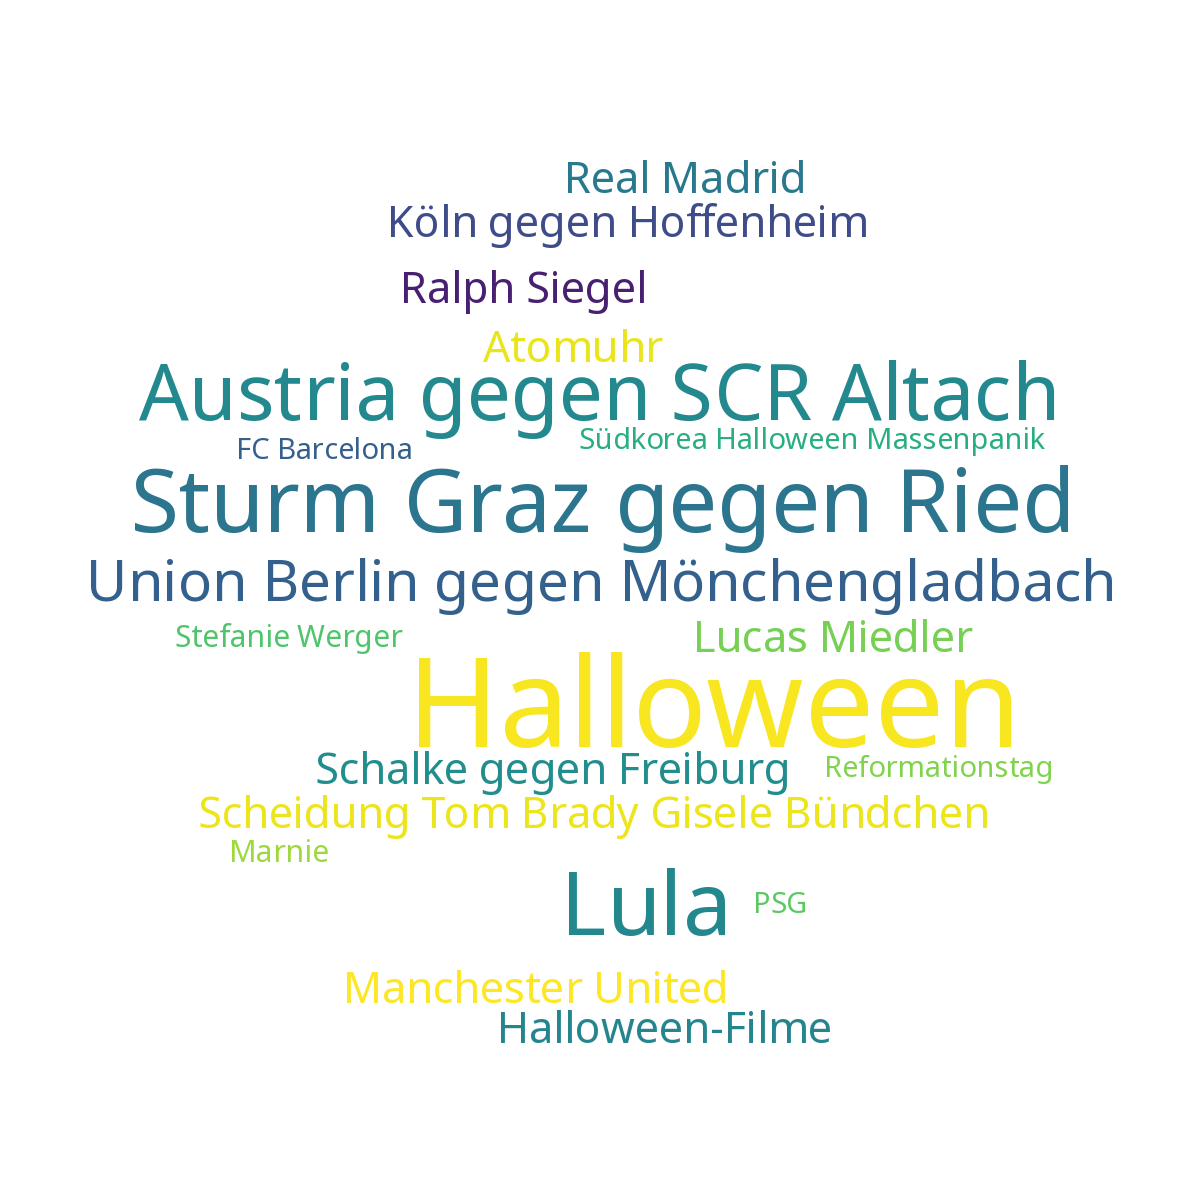 Real Madrid
Köln gegen Hoffenheim
Ralph Siegel
Atomuhr
Austria gegen SCR Altach
FC Barcelona
Südkorea Halloween Massenpanik
Sturm Graz gegen Ried
Union Berlin gegen Mönchengladbach
Stefanie Werger
Lucas Miedler
Halloween
Schalke gegen Freiburg
Reformationstag
Scheidung Tom Brady Gisele Bündchen
Marnie
Lula
PSG
Manchester United
Halloween-Filme